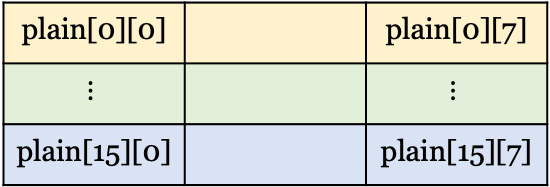 plain[0][0] plain[0][7]
⋮ ⋮
plain[15][0] plain[15][7]